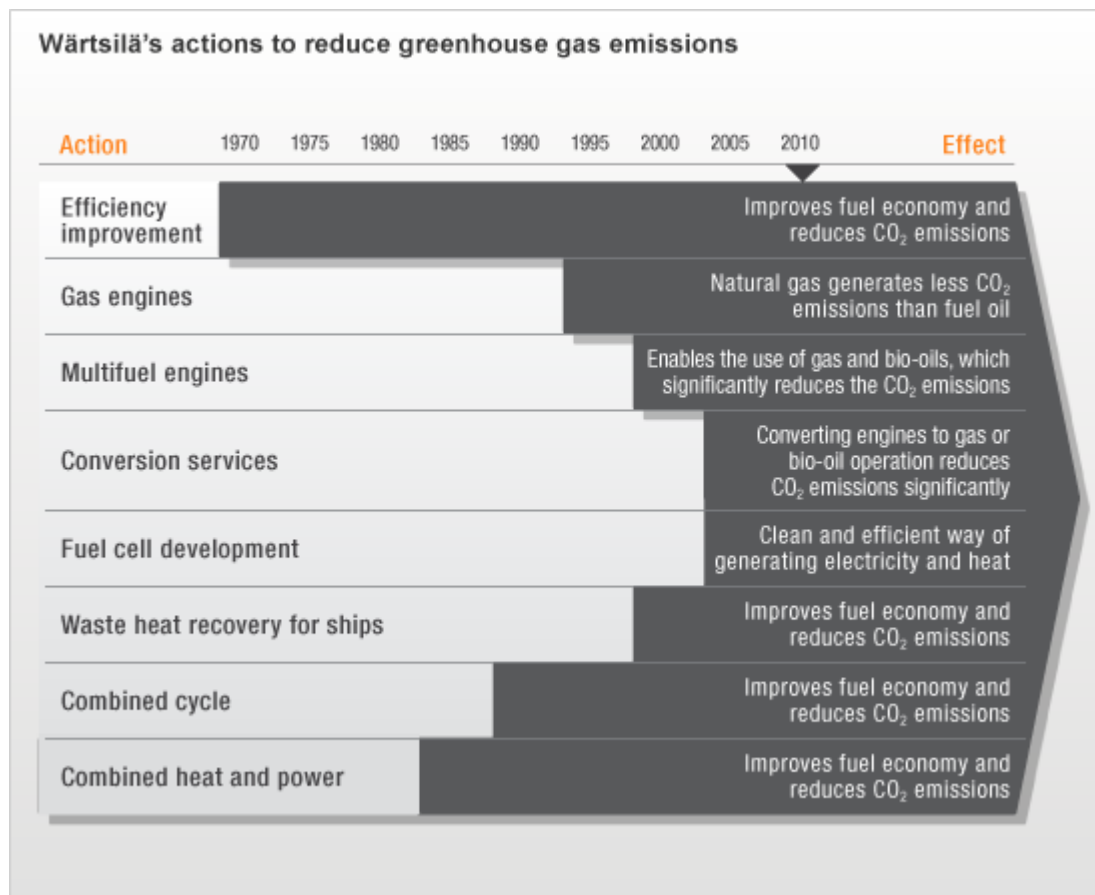 Wärtsilä's actions to reduce greenhouse gas emissions
Action 1970 1975 1980 1985 1990 1995 2000 2005 2010 Effect
Efficiency
improvement
Improves fuel economy and
reduces CO₂ emissions
Gas engines
Natural gas generates less CO₂
emissions than fuel oil
Multifuel engines
Enables the use of gas and bio-oils, which
significantly reduces the CO₂ emissions
Conversion services
Converting engines to gas or
bio-oil operation reduces
CO₂ emissions significantly
Fuel cell development
Clean and efficient way of
generating electricity and heat
Waste heat recovery for ships
Improves fuel economy and
reduces CO₂ emissions
Combined cycle
Improves fuel economy and
reduces CO₂ emissions
Combined heat and power
Improves fuel economy and
reduces CO₂ emissions